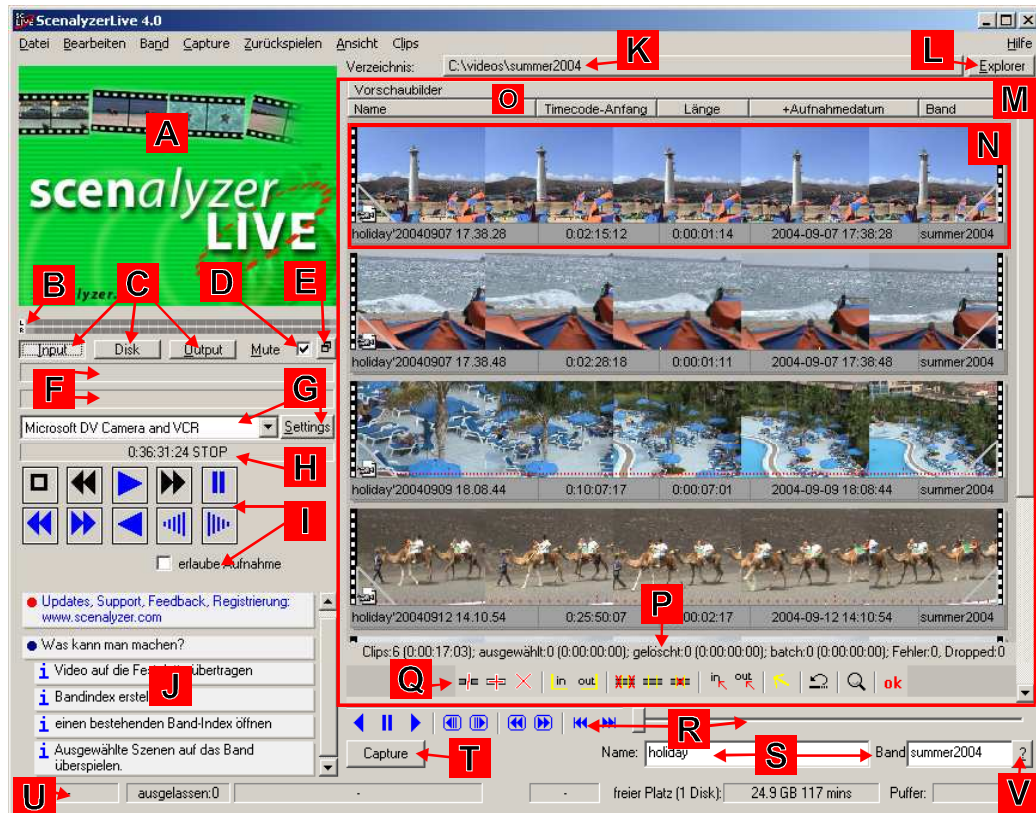 ScenalyzerLive 4.0
Datei Bearbeiten Band Capture Zurückspielen Ansicht Clips Hilfe
Verzeichnis: C:\videos\summer2004 K L Explorer
A
scenalyzer
LIVE
Vorschaubilder O M
Name Timecode-Anfang Länge +Aufnahmedatum Band
N
holiday'20040907 17.38.28 0:02:15:12 0:00:01:14 2004-09-07 17:38:28 summer2004
holiday'20040907 17.38.48 0:02:28:18 0:00:01:11 2004-09-07 17:38:48 summer2004
holiday'20040909 18.08.44 0:10:07:17 0:00:07:01 2004-09-09 18:08:44 summer2004
holiday'20040912 14.10.54 0:25:50:07 0:00:02:17 2004-09-12 14:10:54 summer2004
P
Clips:6 (0:00:17:03); ausgewählt:0 (0:00:00:00); gelöscht:0 (0:00:00:00); batch:0 (0:00:00:00); Fehler:0, Dropped:0
Q in out in out ok
B C D E
L
R
Input Disk Output Mute
F
G
Microsoft DV Camera and VCR Settings
0:36:31:24 STOP H
I
erlaube Aufnahme
Updates, Support, Feedback, Registrierung:
www.scenalyzer.com
Was kann man machen?
i Video auf die übertragen
i Bandindex
J
i einen bestehenden Band-Index öffnen
i Ausgewählte Szenen auf das Band
überspielen.
R
Capture T Name: holiday S Band summer2004 ?
U ausgelassen:0 - - freier Platz (1 Disk): 24.9 GB 117 mins Puffer: V